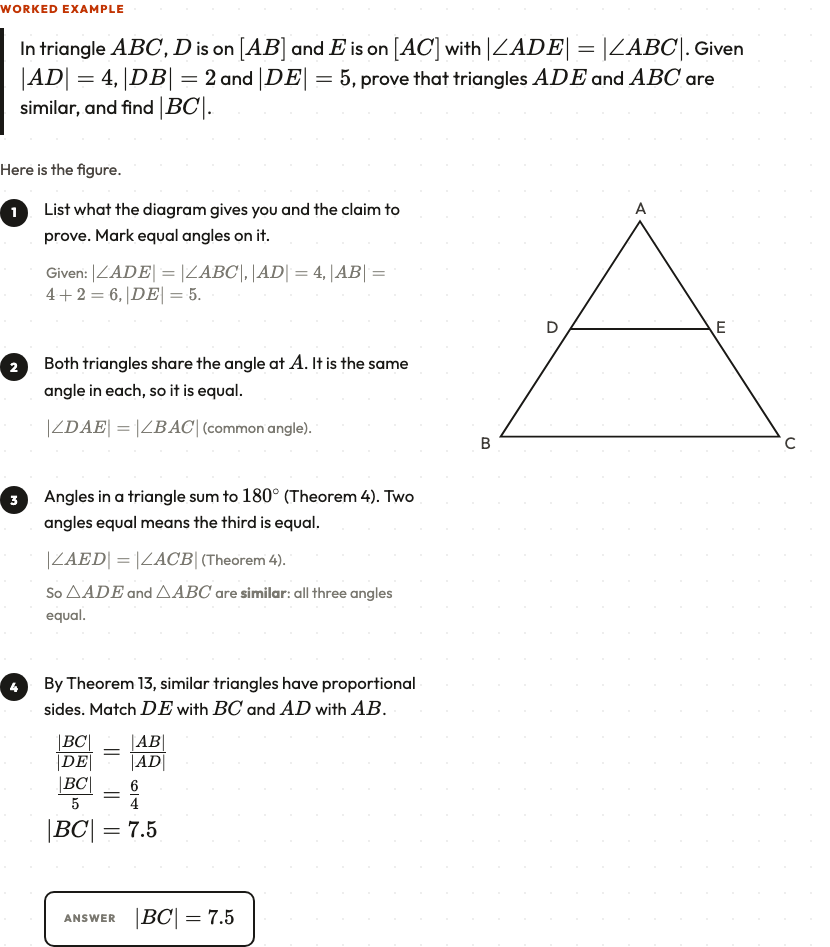 WORKED EXAMPLE
In triangle ABC, D is on [AB] and E is on [AC] with |∠ADE| = |∠ABC|. Given
|AD| = 4, |DB| = 2 and |DE| = 5, prove that triangles ADE and ABC are
similar, and find |BC|.
Here is the figure.
1 List what the diagram gives you and the claim to
prove. Mark equal angles on it.
Given: |∠ADE| = |∠ABC|, |AD| = 4, |AB| =
4 + 2 = 6, |DE| = 5.
2 Both triangles share the angle at A. It is the same
angle in each, so it is equal.
|∠DAE| = |∠BAC| (common angle).
3 Angles in a triangle sum to 180° (Theorem 4). Two
angles equal means the third is equal.
|∠AED| = |∠ACB| (Theorem 4).
So △ADE and △ABC are similar: all three angles
equal.
4 By Theorem 13, similar triangles have proportional
sides. Match DE with BC and AD with AB.
|BC|/|DE| = |AB|/|AD|
|BC|/5 = 6/4
|BC| = 7.5
ANSWER |BC| = 7.5
A
D E
B C